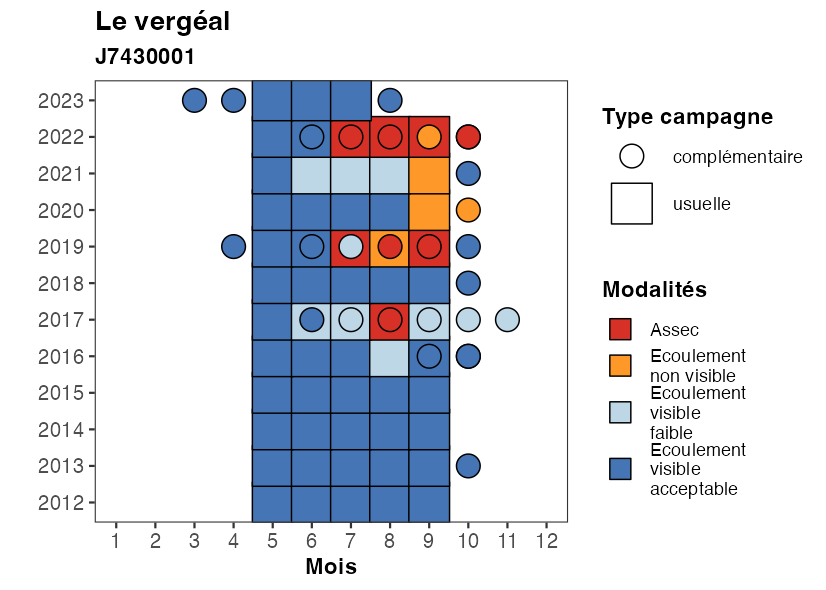 Le vergéal
J7430001
2023
2022
2021
2020
2019
2018
2017
2016
2015
2014
2013
2012
1 2 3 4 5 6 7 8 9 10 11 12
Mois
Type campagne
complémentaire
usuelle
Modalités
Assec
Ecoulement
non visible
Ecoulement
visible
faible
Ecoulement
visible
acceptable